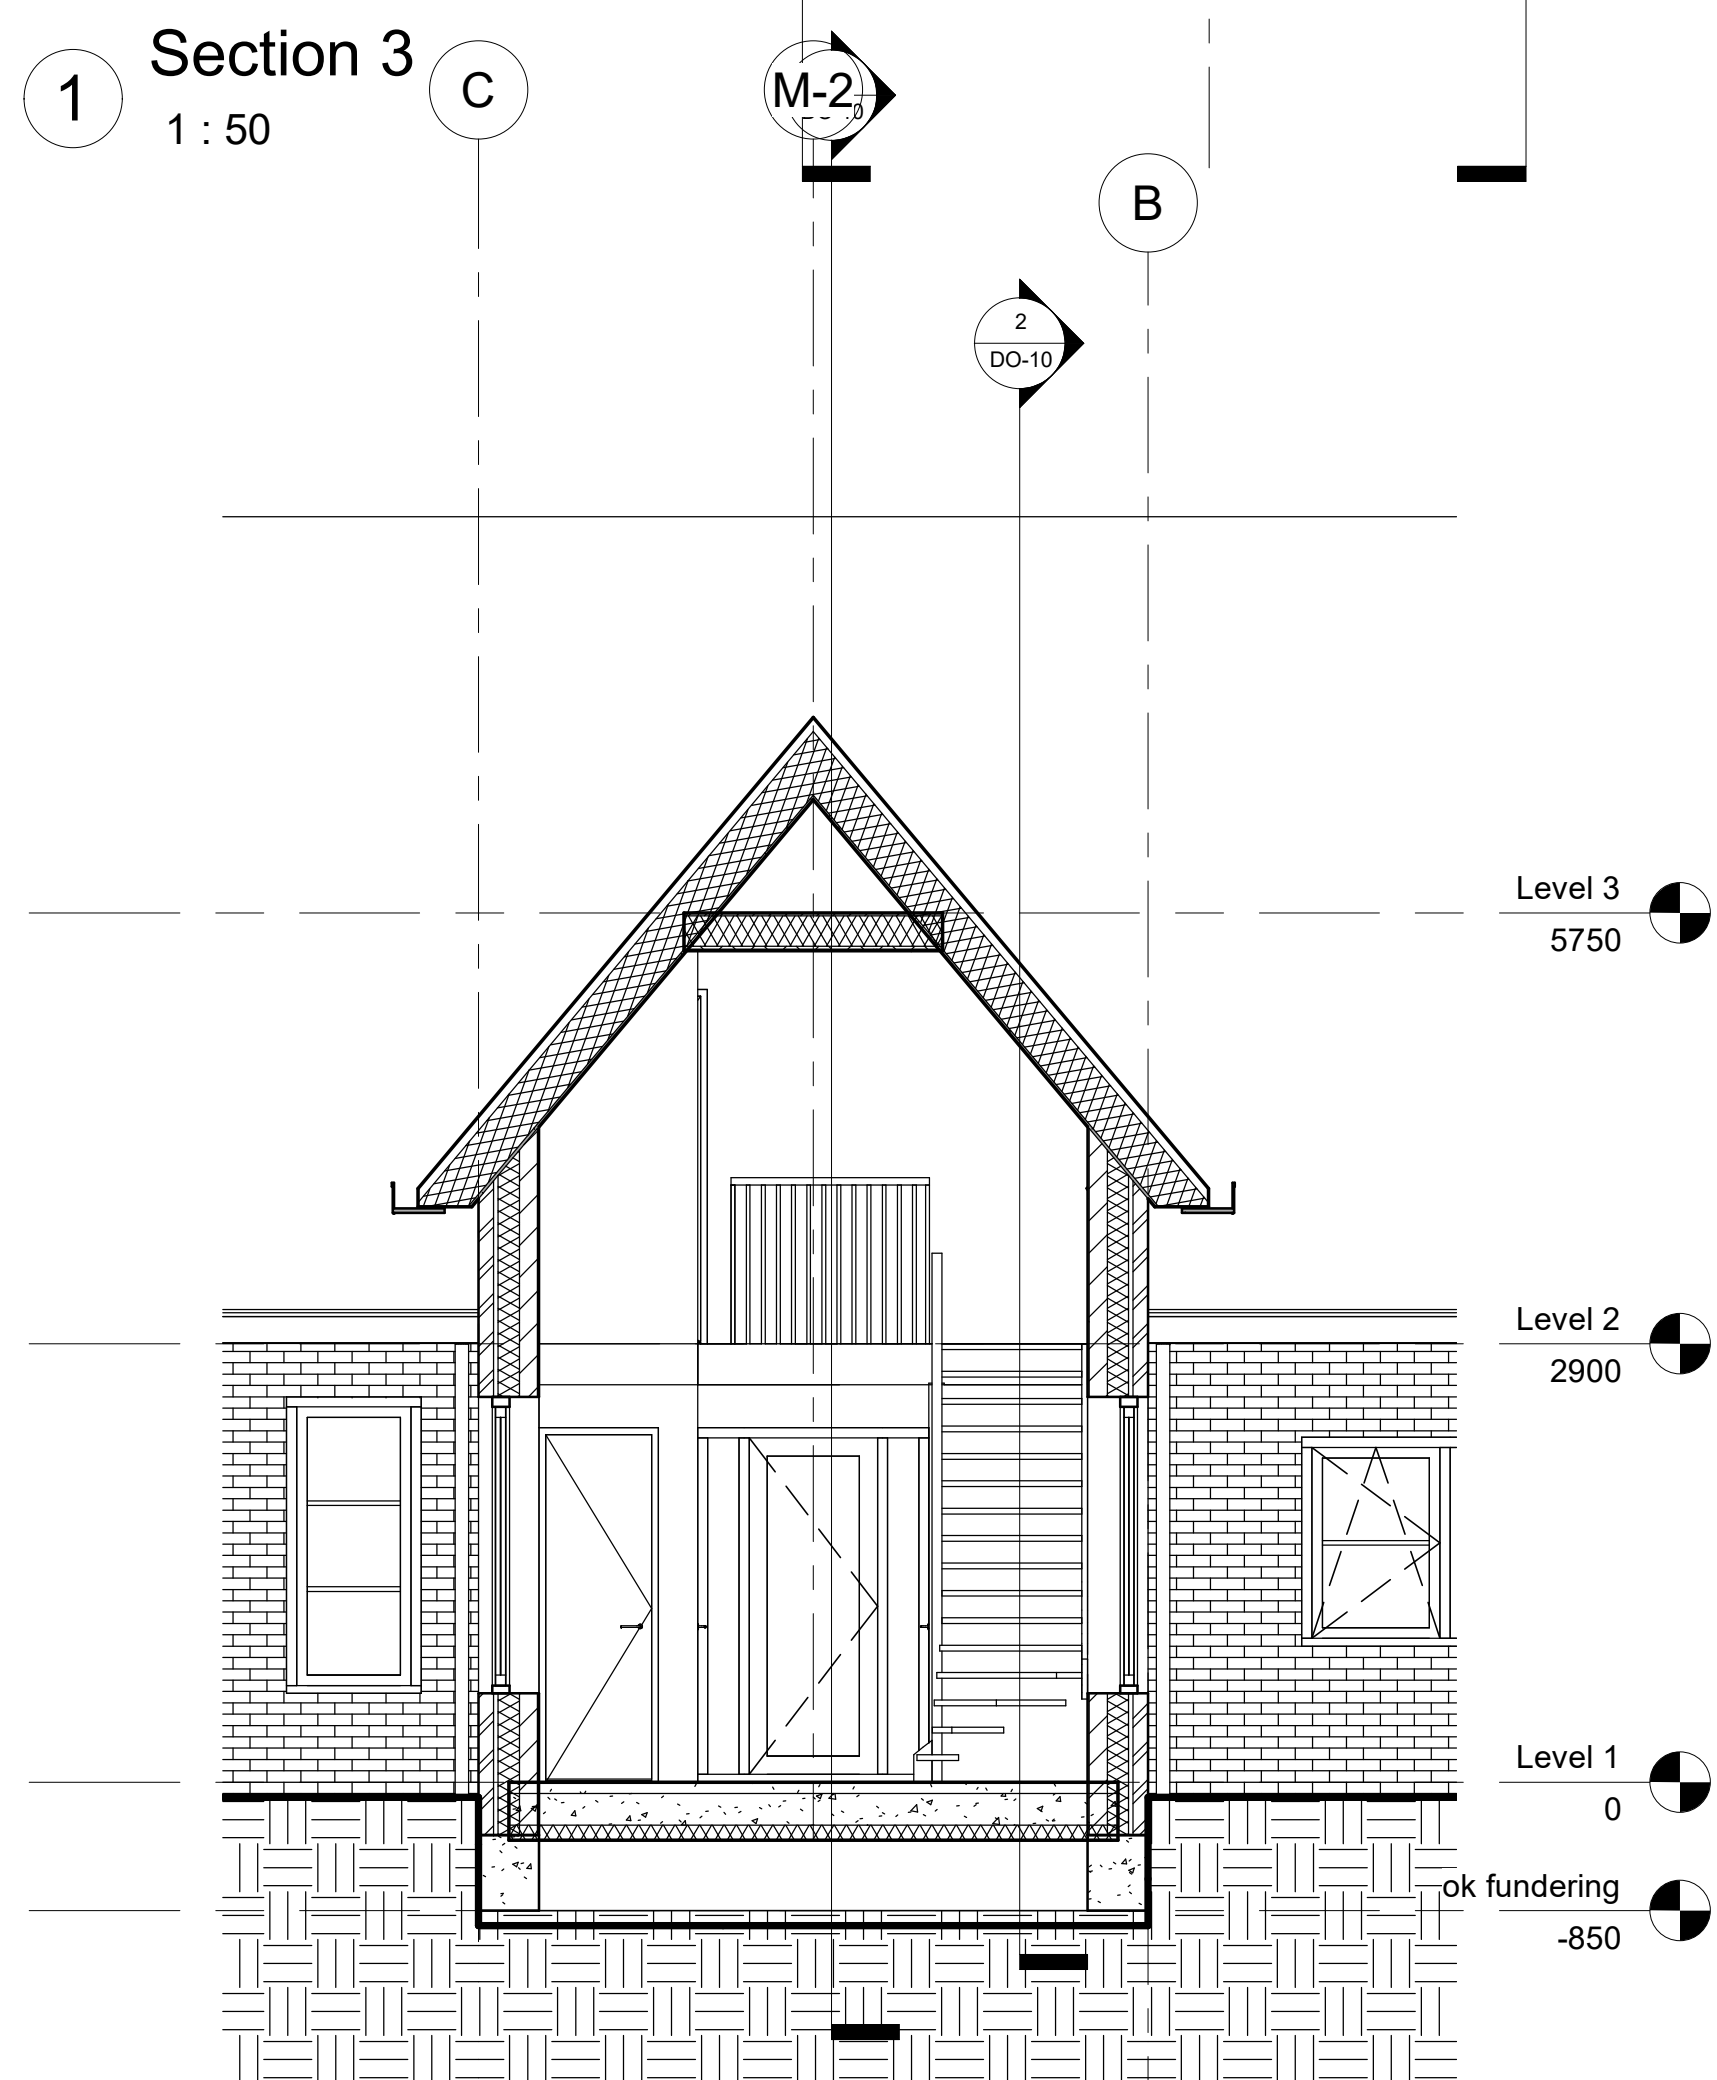 1
Section 3
1 : 50
C
M-2
B
2
DO-10
Level 3
5750
Level 2
2900
Level 1
0
ok fundering
-850